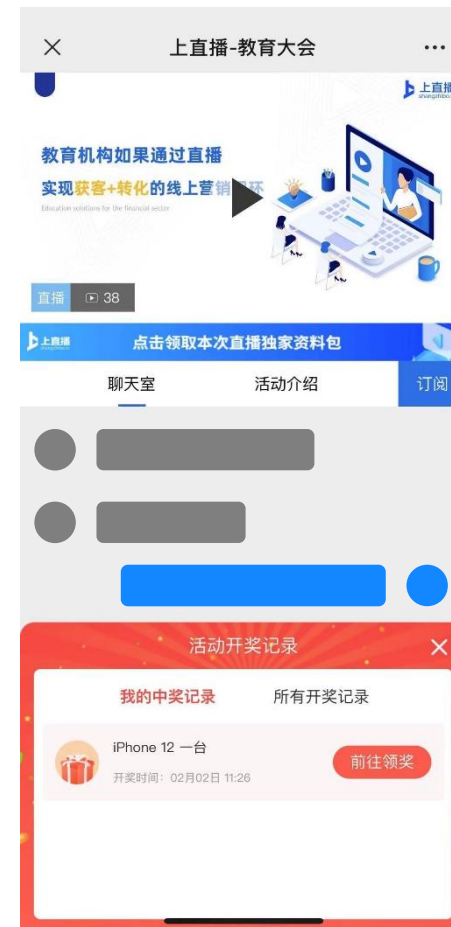 上直播-教育大会
上直播
教育机构如果通过直播
实现获客+转化的线上营销闭环
Education solutions for the financial sector
直播 38
上直播 点击领取本次直播独家资料包
聊天室 活动介绍 订阅
活动开奖记录
我的中奖记录 所有开奖记录
iPhone 12 一台
前往领奖
开奖时间：02月02日 11:26